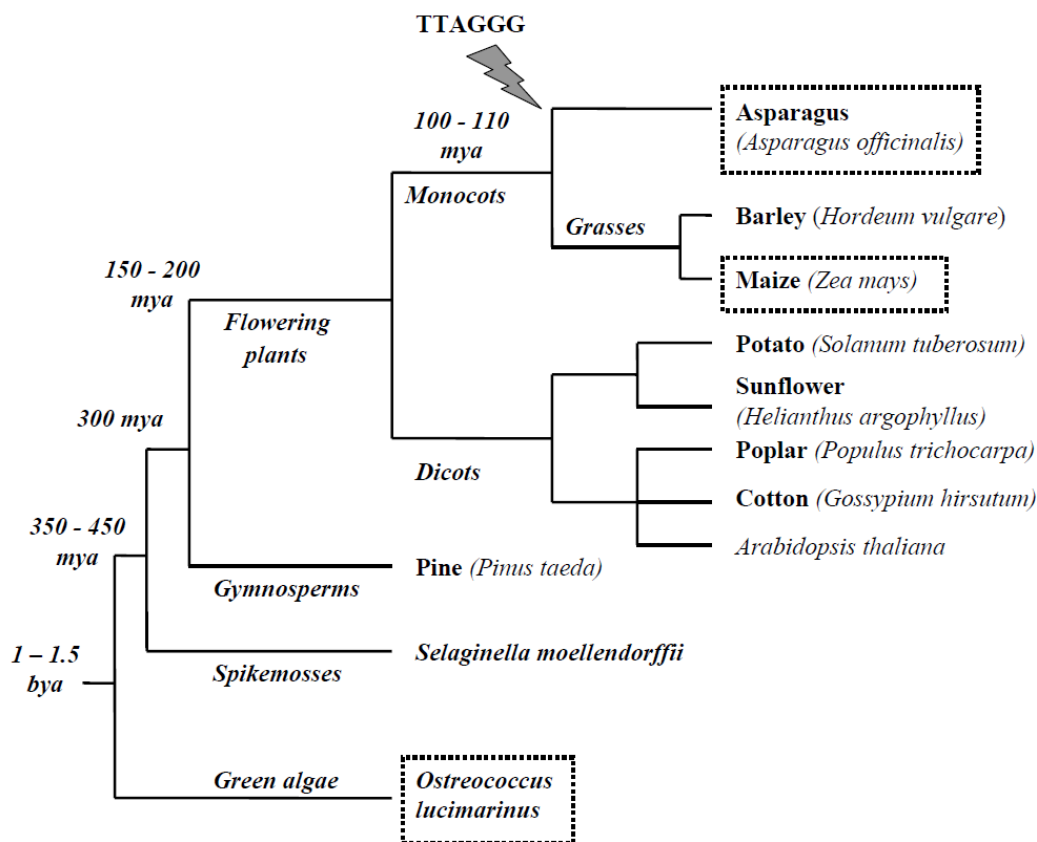 TTAGGG
100 - 110
mya
Asparagus
(Asparagus officinalis)
Monocots
Grasses
Barley (Hordeum vulgare)
Maize (Zea mays)
150 - 200
mya
Flowering
plants
Potato (Solanum tuberosum)
Sunflower
(Helianthus argophyllus)
300 mya
Dicots
Poplar (Populus trichocarpa)
Cotton (Gossypium hirsutum)
Arabidopsis thaliana
350 - 450
mya
Gymnosperms
Pine (Pinus taeda)
1 – 1.5
bya
Spikemosses
Selaginella moellendorffii
Green algae
Ostreococcus
lucimarinus